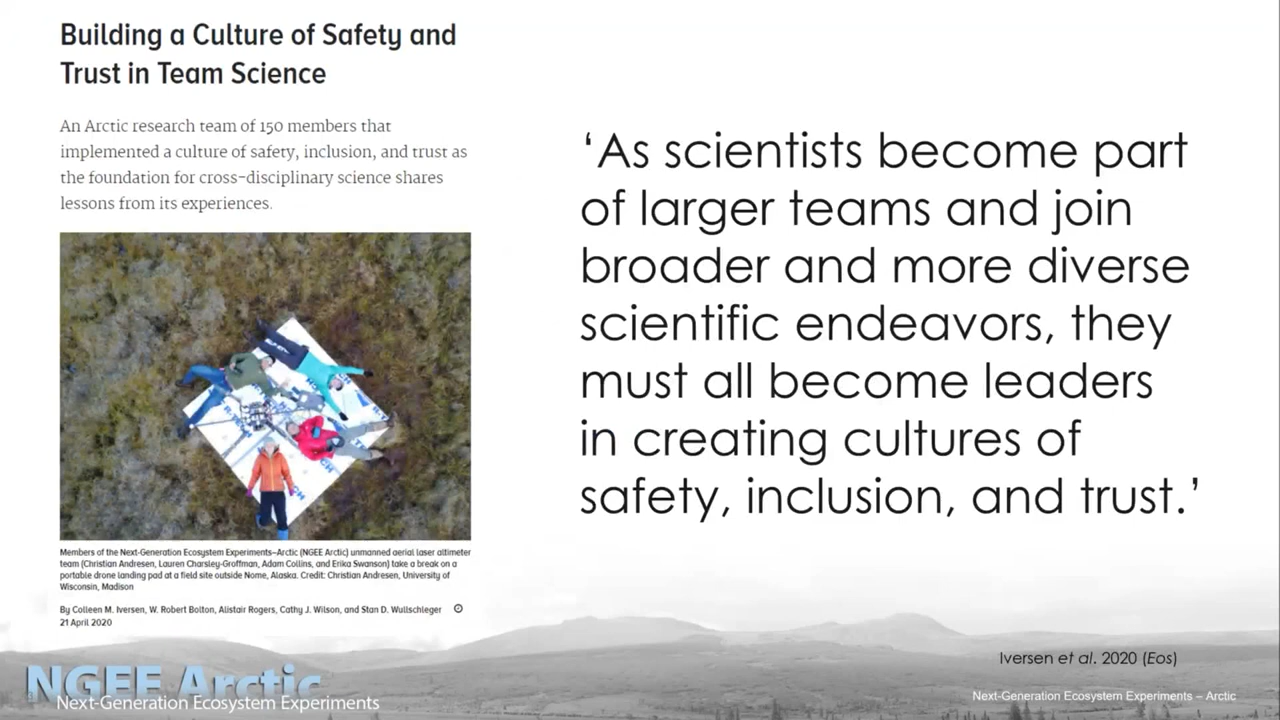 Building a Culture of Safety and
Trust in Team Science
An Arctic research team of 150 members that
implemented a culture of safety, inclusion, and trust as
the foundation for cross-disciplinary science shares
lessons from its experiences.
Members of the Next-Generation Ecosystem Experiments–Arctic (NGEE Arctic) unmanned aerial laser altimeter
team (Christian Andresen, Lauren Charsley-Groffman, Adam Collins, and Erika Swanson) take a break on a
portable drone landing pad at a field site outside Nome, Alaska. Credit: Christian Andresen, University of
Wisconsin, Madison
By Colleen M. Iversen, W. Robert Bolton, Alistair Rogers, Cathy J. Wilson, and Stan D. Wullschleger
21 April 2020
‘As scientists become part
of larger teams and join
broader and more diverse
scientific endeavors, they
must all become leaders
in creating cultures of
safety, inclusion, and trust.’
Iversen et al. 2020 (Eos)
NGEE Arctic
Next-Generation Ecosystem Experiments
Next-Generation Ecosystem Experiments – Arctic